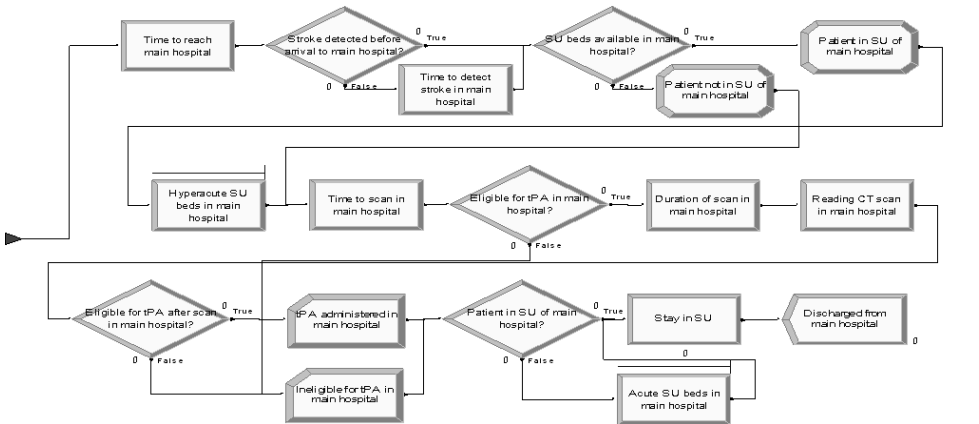 Time to reach
main hospital
Stroke detected before
arrival to main hospital?
0
True
0
False
Time to detect
stroke in main
hospital
SU beds available in main
hospital?
0
True
0
False
Patient not in SU of
main hospital
Patient in SU of
main hospital
Hyperacute SU
beds in main
hospital
Time to scan in
main hospital
Eligible for tPA in main
hospital?
0
True
0
False
Duration of scan in
main hospital
Reading CT scan
in main hospital
Eligible for tPA after scan
in main hospital?
0
True
0
False
tPA administered in
main hospital
Ineligible for tPA in
main hospital
Patient in SU of main
hospital?
0
True
0
False
Stay in SU
0
Acute SU beds in
main hospital
Discharged from
main hospital
0